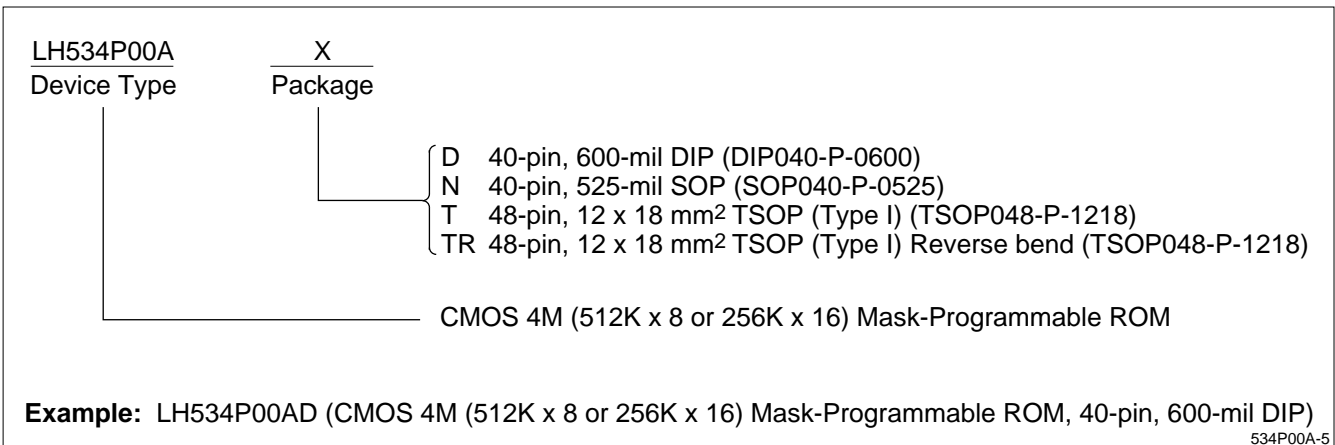 LH534P00A X
Device Type Package
D 40-pin, 600-mil DIP (DIP040-P-0600)
N 40-pin, 525-mil SOP (SOP040-P-0525)
T 48-pin, 12 x 18 mm² TSOP (Type I) (TSOP048-P-1218)
TR 48-pin, 12 x 18 mm² TSOP (Type I) Reverse bend (TSOP048-P-1218)
CMOS 4M (512K x 8 or 256K x 16) Mask-Programmable ROM
Example: LH534P00AD (CMOS 4M (512K x 8 or 256K x 16) Mask-Programmable ROM, 40-pin, 600-mil DIP)
534P00A-5